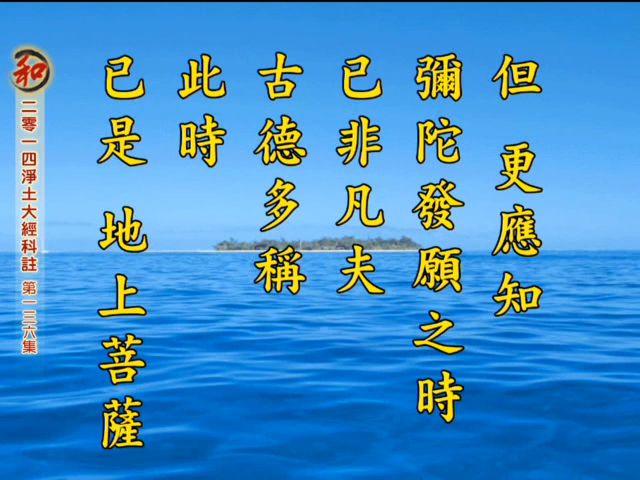 但 更應知
彌陀發願之時
已非凡夫
古德多稱
此時
已是 地上菩薩
和
二零一四淨土大經科註 第一三六集